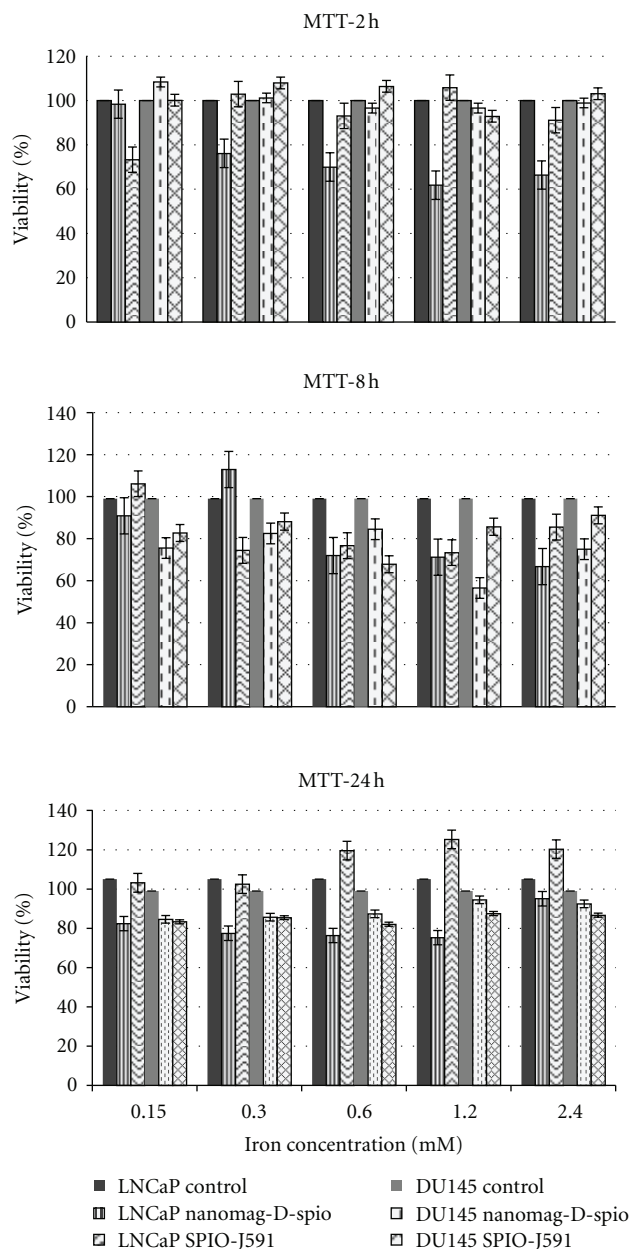 MTT-2 h
120
100
80
60
40
20
0
Viability (%)
MTT-8 h
140
120
100
80
60
40
20
0
Viability (%)
MTT-24 h
140
120
100
80
60
40
20
0
Viability (%)
0.15 0.3 0.6 1.2 2.4
Iron concentration (mM)
LNCaP control DU145 control
LNCaP nanomag-D-spio DU145 nanomag-D-spio
LNCaP SPIO-J591 DU145 SPIO-J591